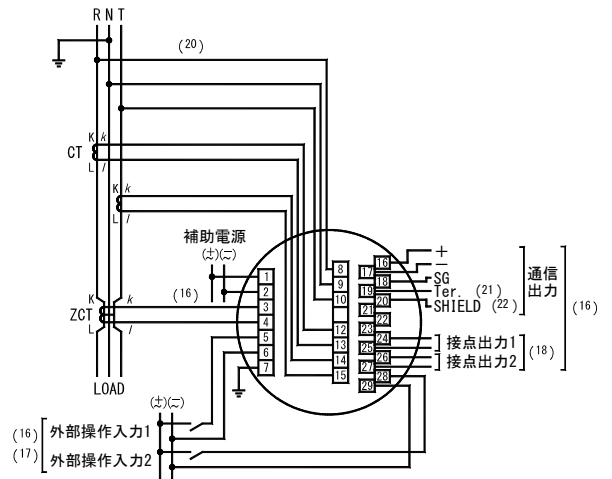 R N T
(20)
K k
CT
L l
K k
L l
補助電源
(±)(∼)
1
2
3
4
5
6
7
8
9
10
12
13
14
15
16
17
18
19
20
21
22
23
24
25
26
27
28
29
+
−
SG
Ter. (21)
SHIELD (22)
通信
出力
(16)
接点出力1
接点出力2
(18)
K k
ZCT
L l
(16)
LOAD
(±)(∼)
(16)
(17)
外部操作入力1
外部操作入力2